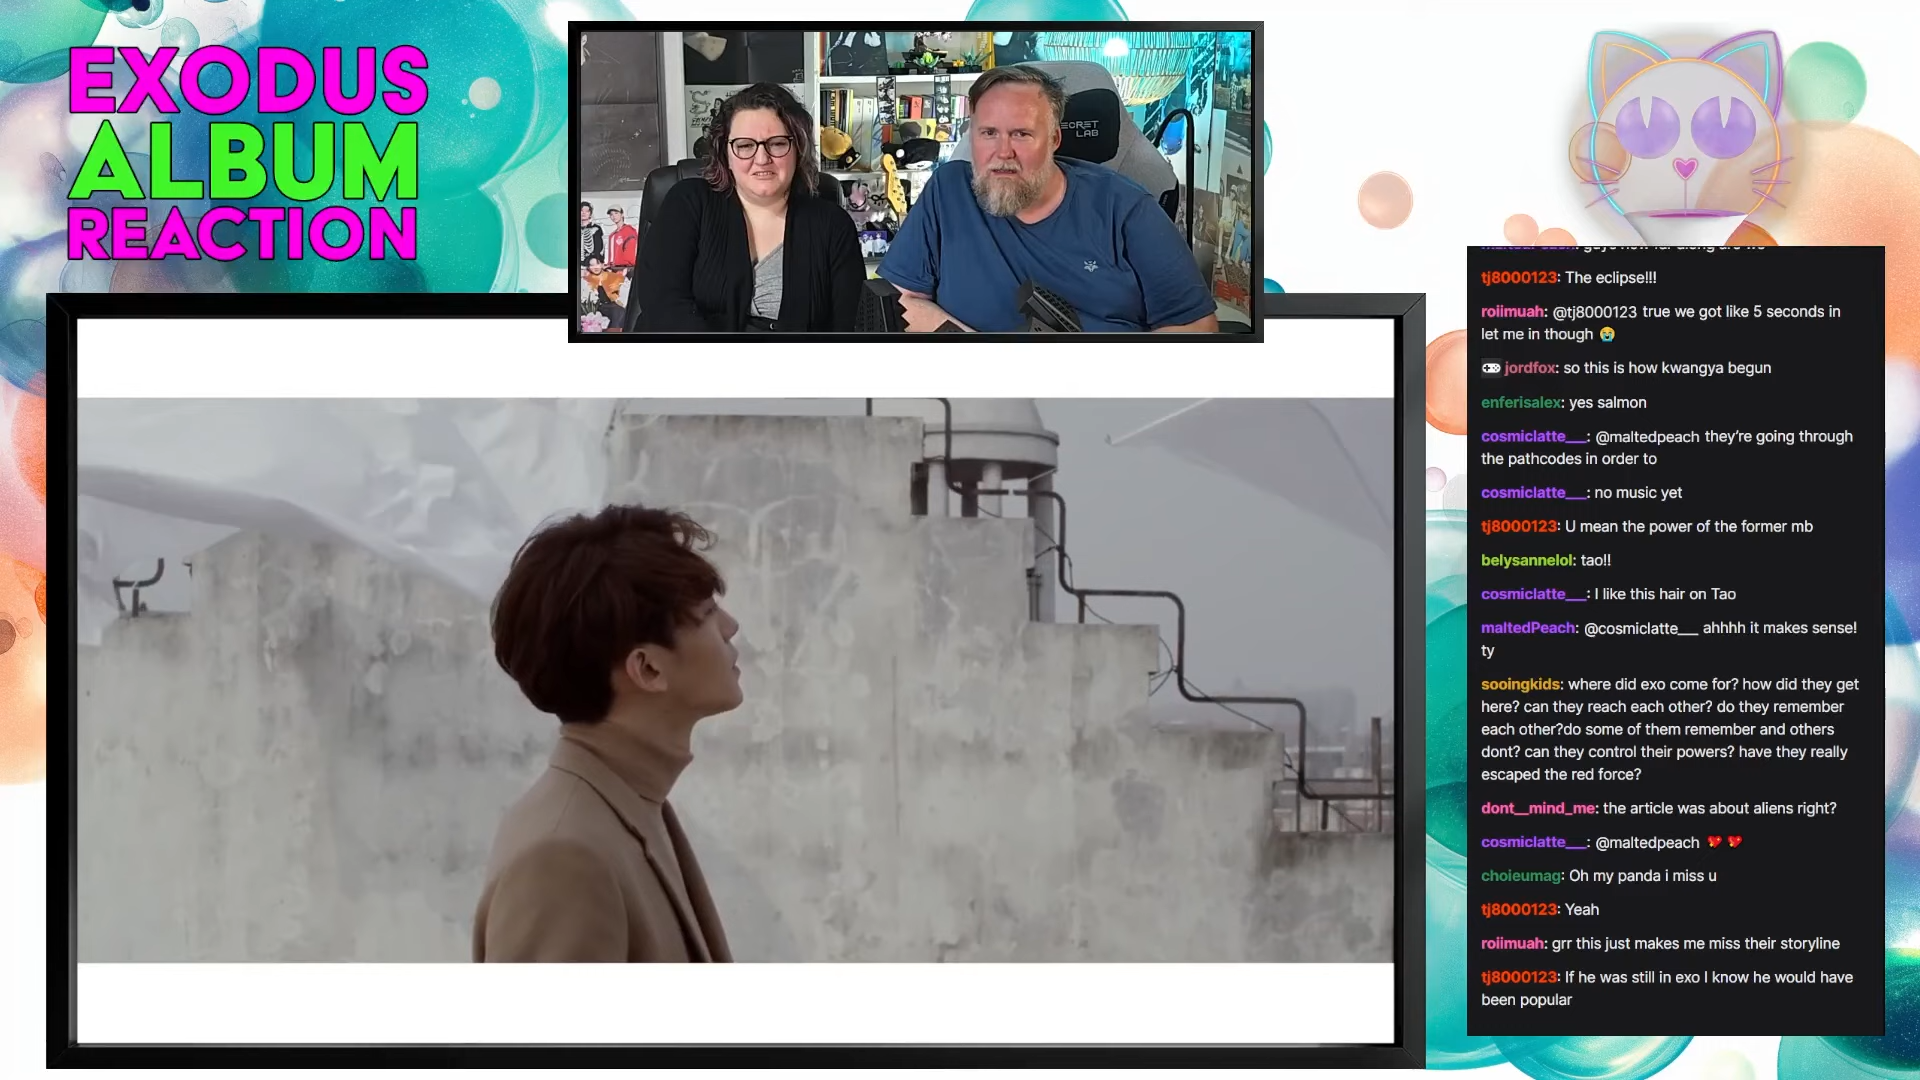 EXODUS
ALBUM
REACTION
SECRET
LAB
tj8000123: The eclipse!!!
roiimuah: @tj8000123 true we got like 5 seconds in
let me in though 😭
jordfox: so this is how kwangya begun
enferisalex: yes salmon
cosmiclatte__: @maltedpeach they’re going through
the pathcodes in order to
cosmiclatte__: no music yet
tj8000123: U mean the power of the former mb
belysannelol: tao!!
cosmiclatte__: I like this hair on Tao
maltedPeach: @cosmiclatte__ ahhhh it makes sense!
ty
sooingkids: where did exo come for? how did they get
here? can they reach each other? do they remember
each other?do some of them remember and others
dont? can they control their powers? have they really
escaped the red force?
dont__mind_me: the article was about aliens right?
cosmiclatte__: @maltedpeach 💖 💖
choieumag: Oh my panda i miss u
tj8000123: Yeah
roiimuah: grr this just makes me miss their storyline
tj8000123: If he was still in exo I know he would have
been popular